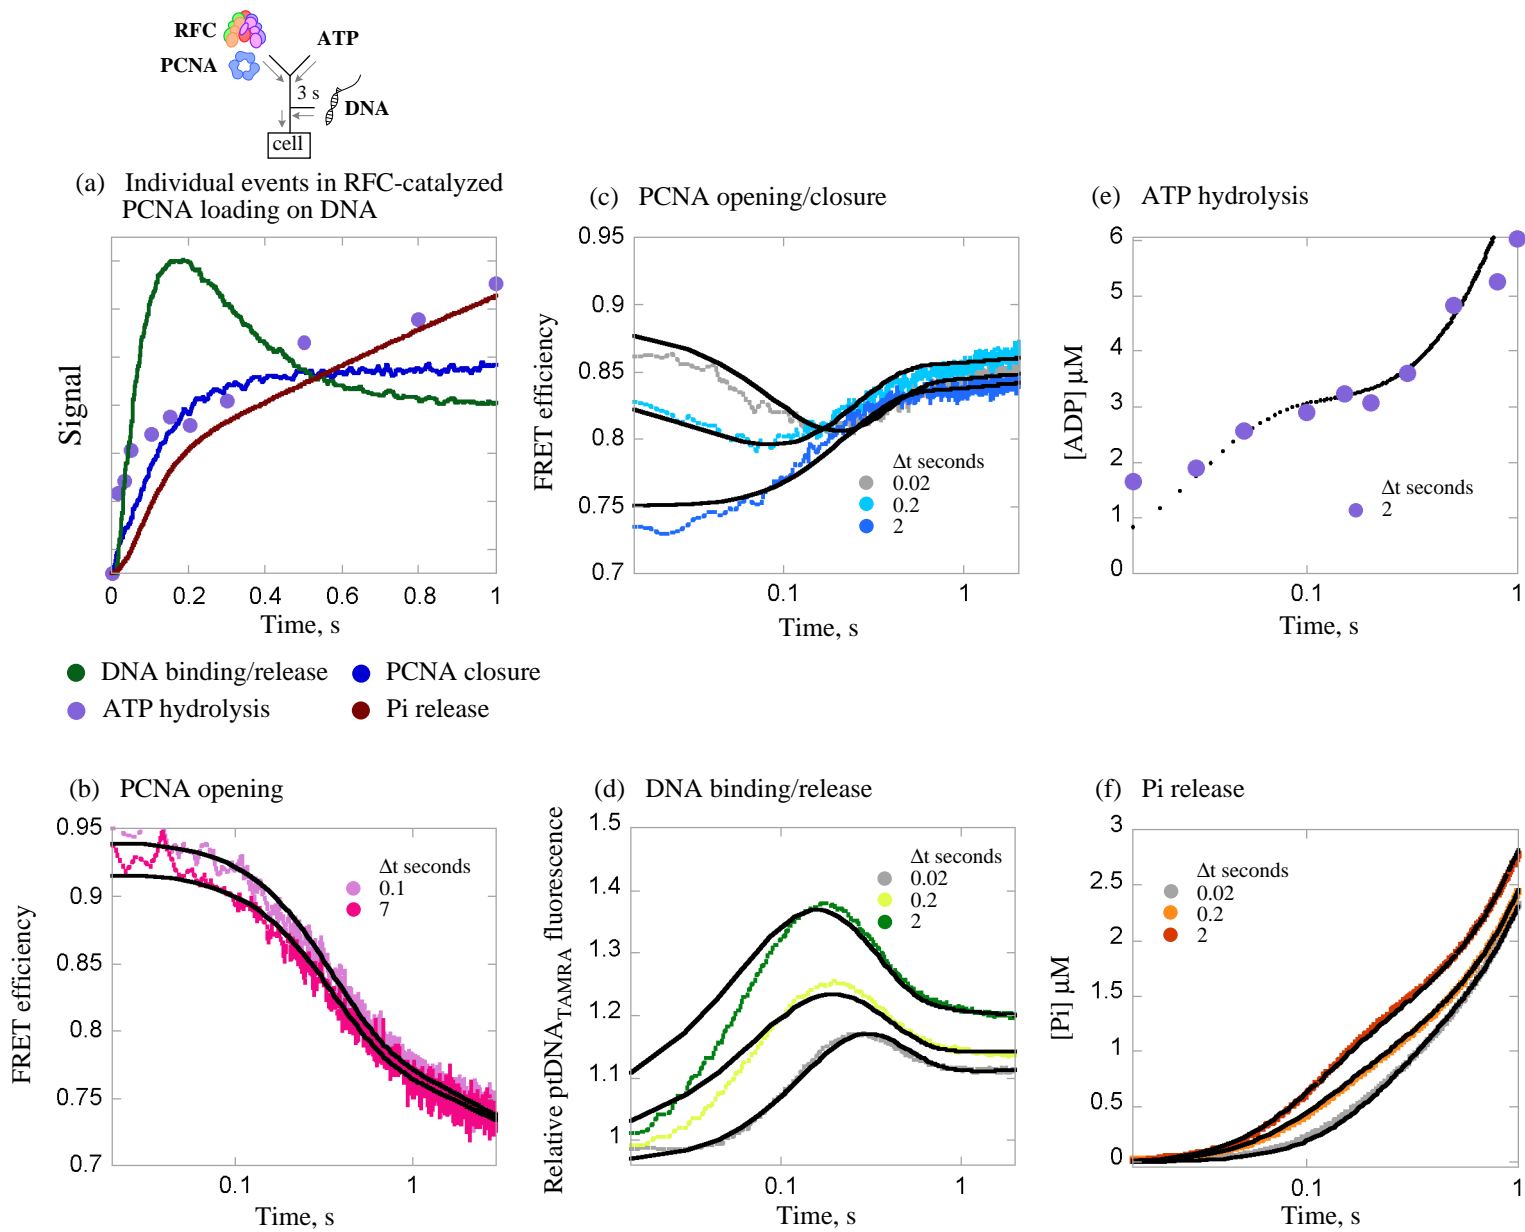 RFC
ATP
PCNA
3 s
DNA
cell
(a) Individual events in RFC-catalyzed
PCNA loading on DNA
Signal
0 0.2 0.4 0.6 0.8 1
Time, s
DNA binding/release
PCNA closure
ATP hydrolysis
Pi release
(c) PCNA opening/closure
FRET efficiency
0.95
0.9
0.85
0.8
0.75
0.7
Δt seconds
0.02
0.2
2
0.1 1
Time, s
(e) ATP hydrolysis
[ADP] µM
6
5
4
3
2
1
0
Δt seconds
2
0.1 1
Time, s
(b) PCNA opening
FRET efficiency
0.95
0.9
0.85
0.8
0.75
0.7
Δt seconds
0.1
7
0.1 1
Time, s
(d) DNA binding/release
Relative ptDNATAMRA fluorescence
1.5
1.4
1.3
1.2
1.1
1
Δt seconds
0.02
0.2
2
0.1 1
Time, s
(f) Pi release
[Pi] µM
3
2.5
2
1.5
1
0.5
0
Δt seconds
0.02
0.2
2
0.1 1
Time, s